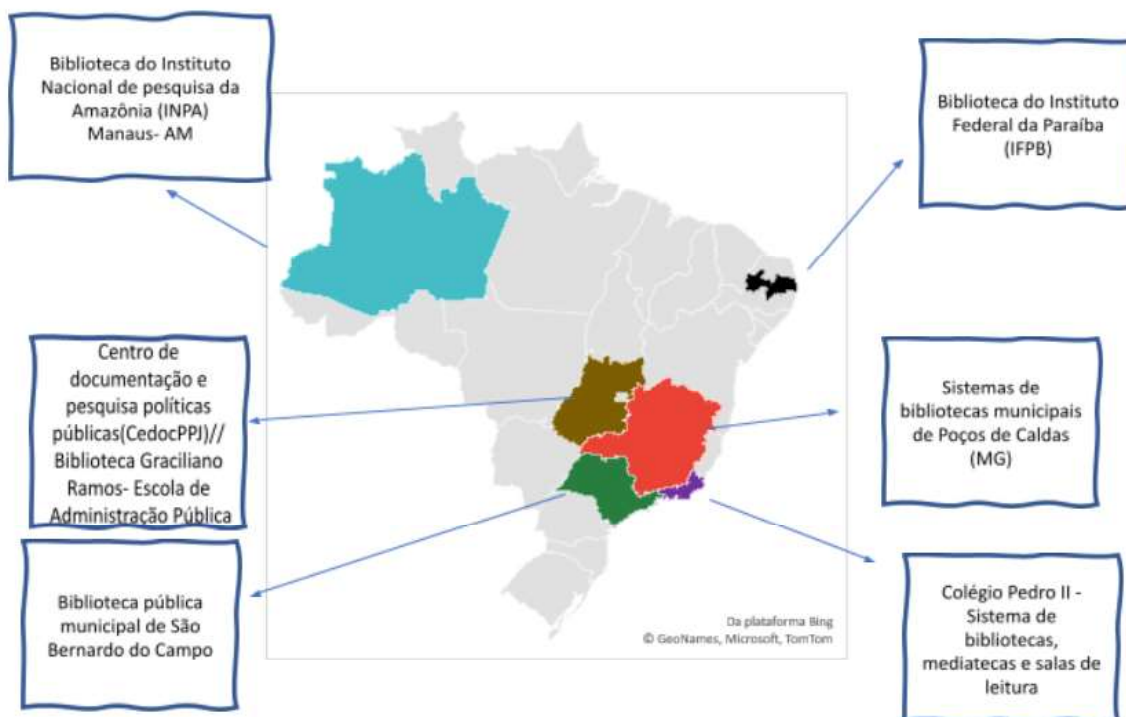 Biblioteca do Instituto
Nacional de pesquisa da
Amazônia (INPA)
Manaus- AM
Biblioteca do Instituto
Federal da Paraíba
(IFPB)
Centro de
documentação e
pesquisa políticas
públicas(CedocPPJ)//
Biblioteca Graciliano
Ramos- Escola de
Administração Pública
Sistemas de
bibliotecas municipais
de Poços de Caldas
(MG)
Biblioteca pública
municipal de São
Bernardo do Campo
Colégio Pedro II -
Sistema de
bibliotecas,
mediatecas e salas de
leitura
Da plataforma Bing
© GeoNames, Microsoft, TomTom